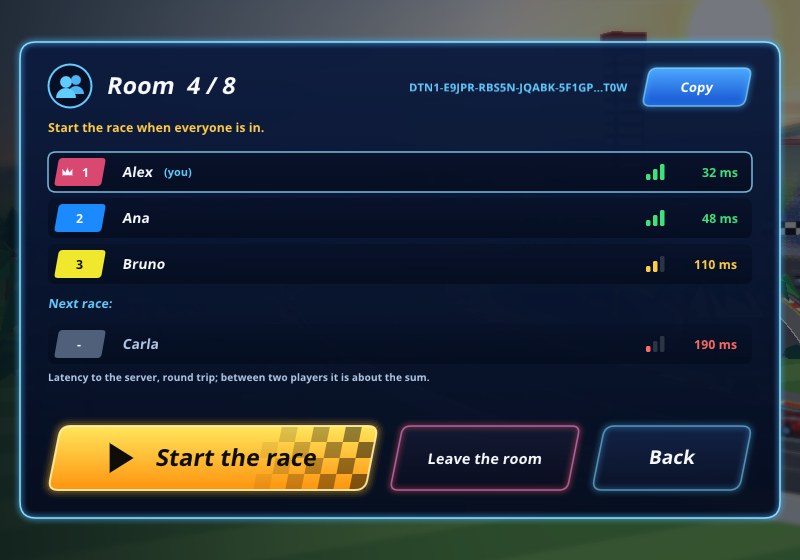 Room 4 / 8
DTN1-E9JPR-RBS5N-JQABK-5F1GP...T0W
Copy
Start the race when everyone is in.
1 Alex (you) 32 ms
2 Ana 48 ms
3 Bruno 110 ms
Next race:
- Carla 190 ms
Latency to the server, round trip; between two players it is about the sum.
Start the race
Leave the room
Back